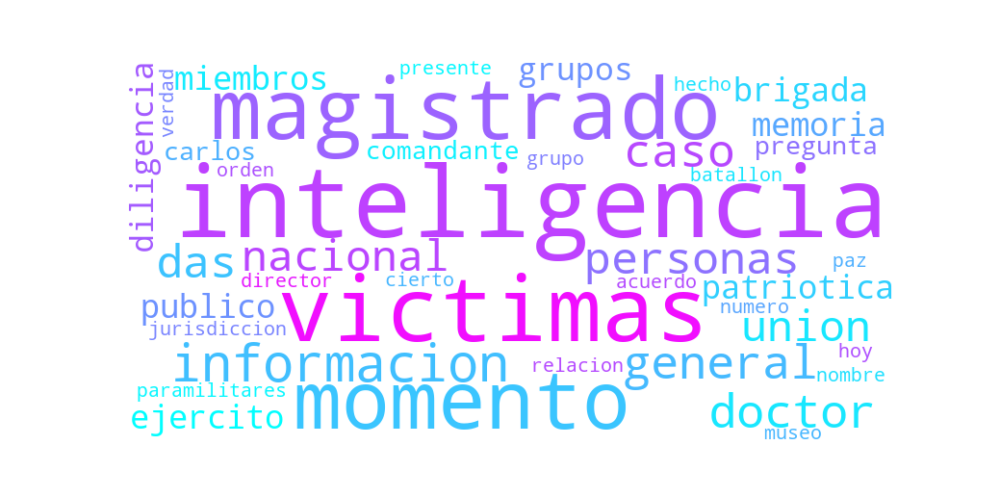 presente
grupos
miembros
hecho
brigada
magistrado
verdad
diligencia
memoria
carlos
comandante
grupo
caso
pregunta
orden
batallon
inteligencia
das
nacional
personas
paz
director
cierto
acuerdo
patriotica
publico
victimas
numero
jurisdiccion
union
informacion
relacion
general
hoy
nombre
paramilitares
momento
ejercito
doctor
museo